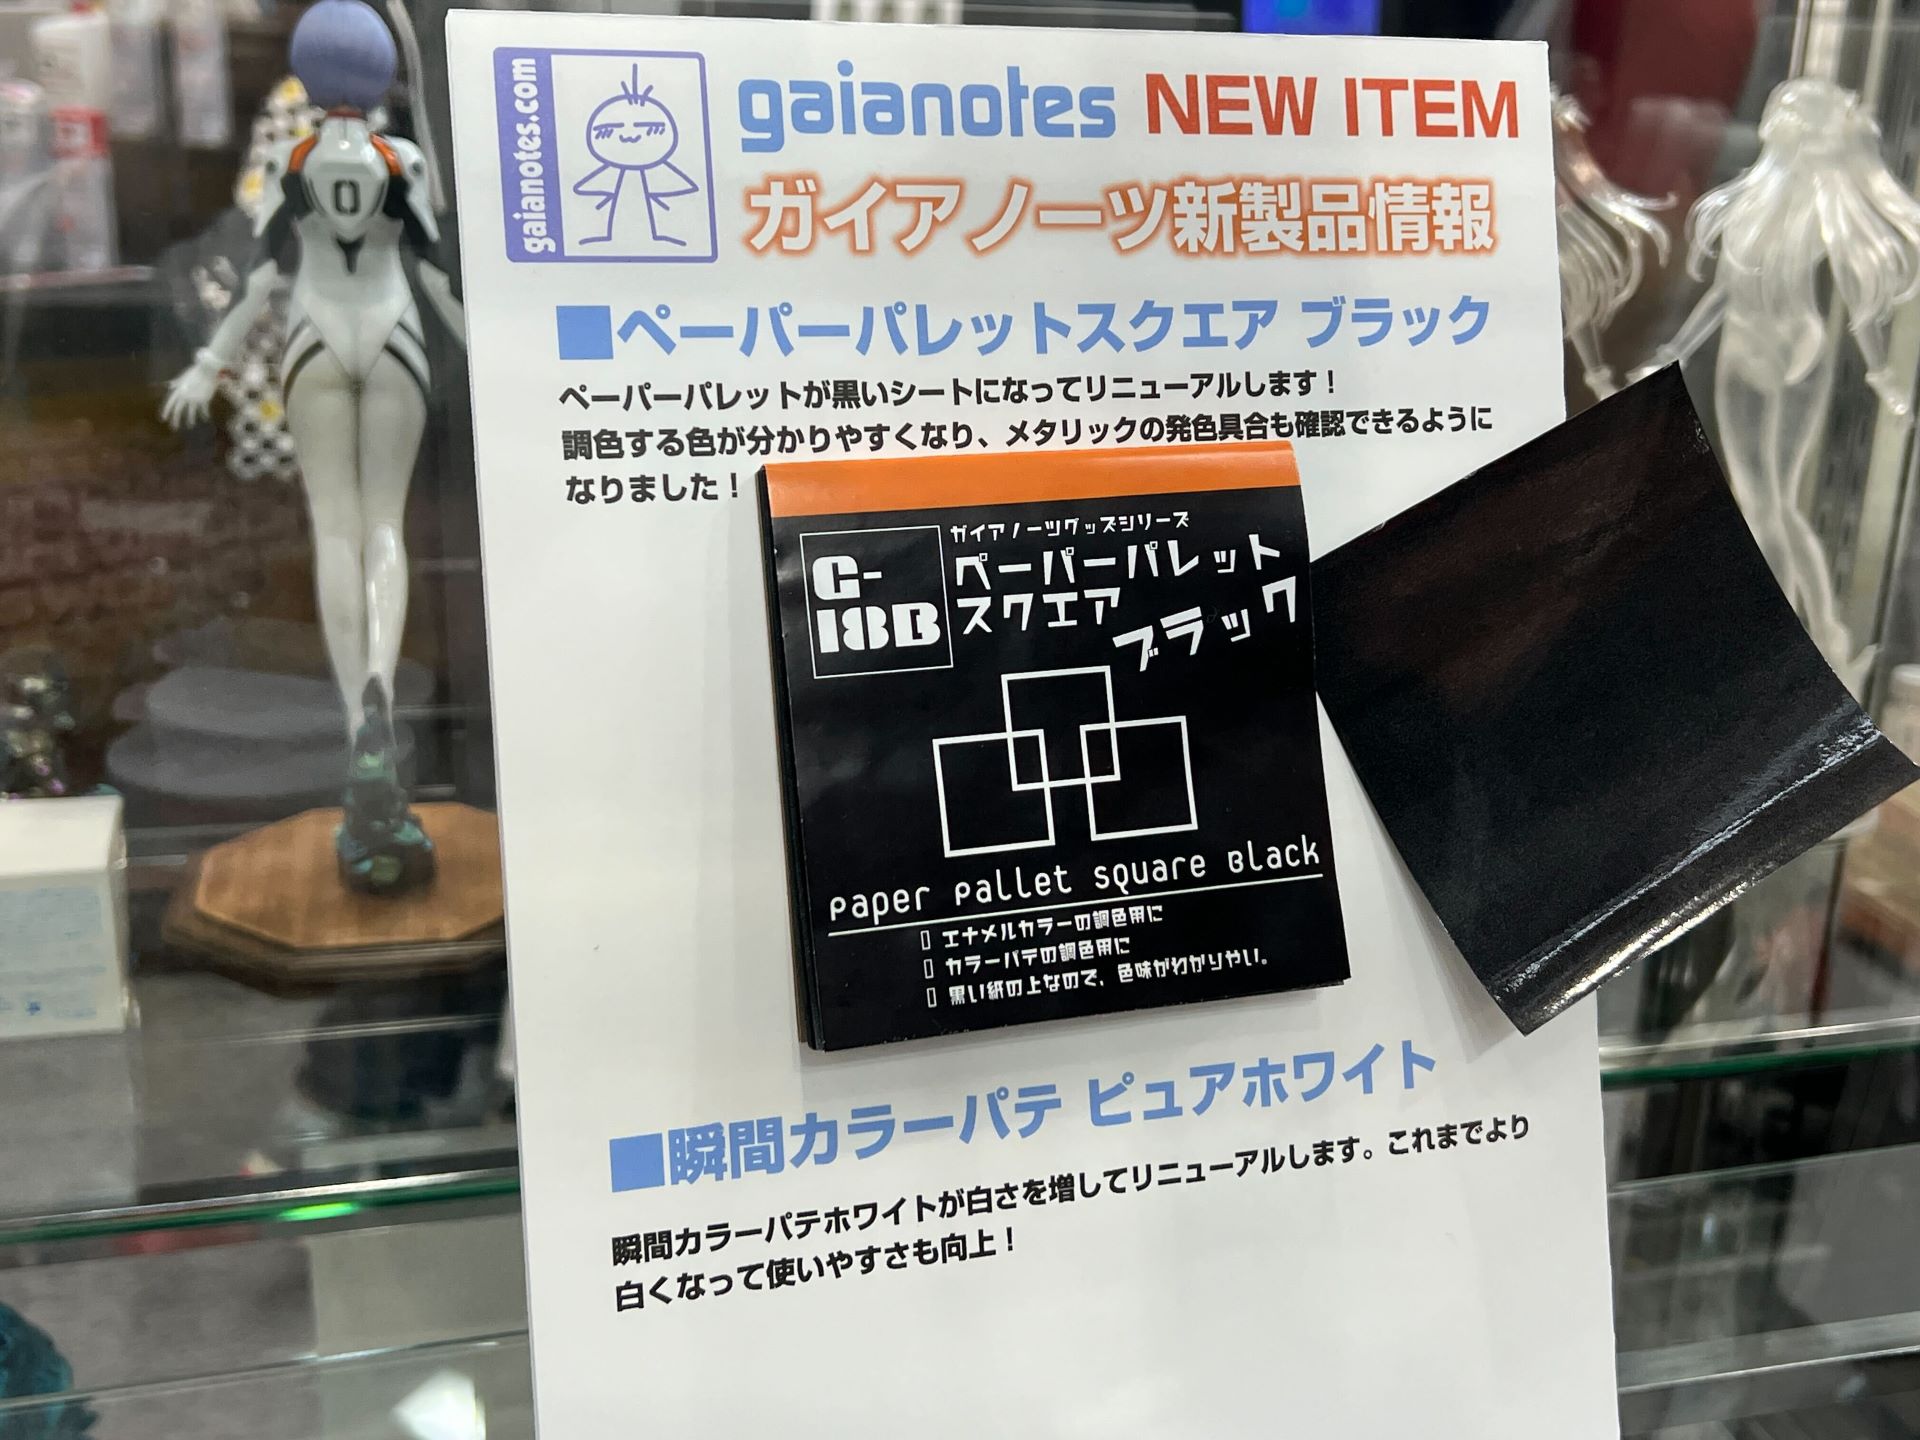 gaianotes.com
gaianotes NEW ITEM
ガイアノーツ新製品情報
■ペーパーパレットスクエア ブラック
ペーパーパレットが黒いシートになってリニューアルします！
調色する色が分かりやすくなり、メタリックの発色具合も確認できるように
なりました！
G-
18B
ガイアノーツグッズシリーズ
ペーパーパレット
スクエア
ブラック
Paper Pallet Square Black
▯ エナメルカラーの調色用に
▯ カラーパテの調色用に
▯ 黒い紙の上なので、色味がわかりやい。
■瞬間カラーパテ ピュアホワイト
瞬間カラーパテホワイトが白さを増してリニューアルします。これまでより
白くなって使いやすさも向上！
0